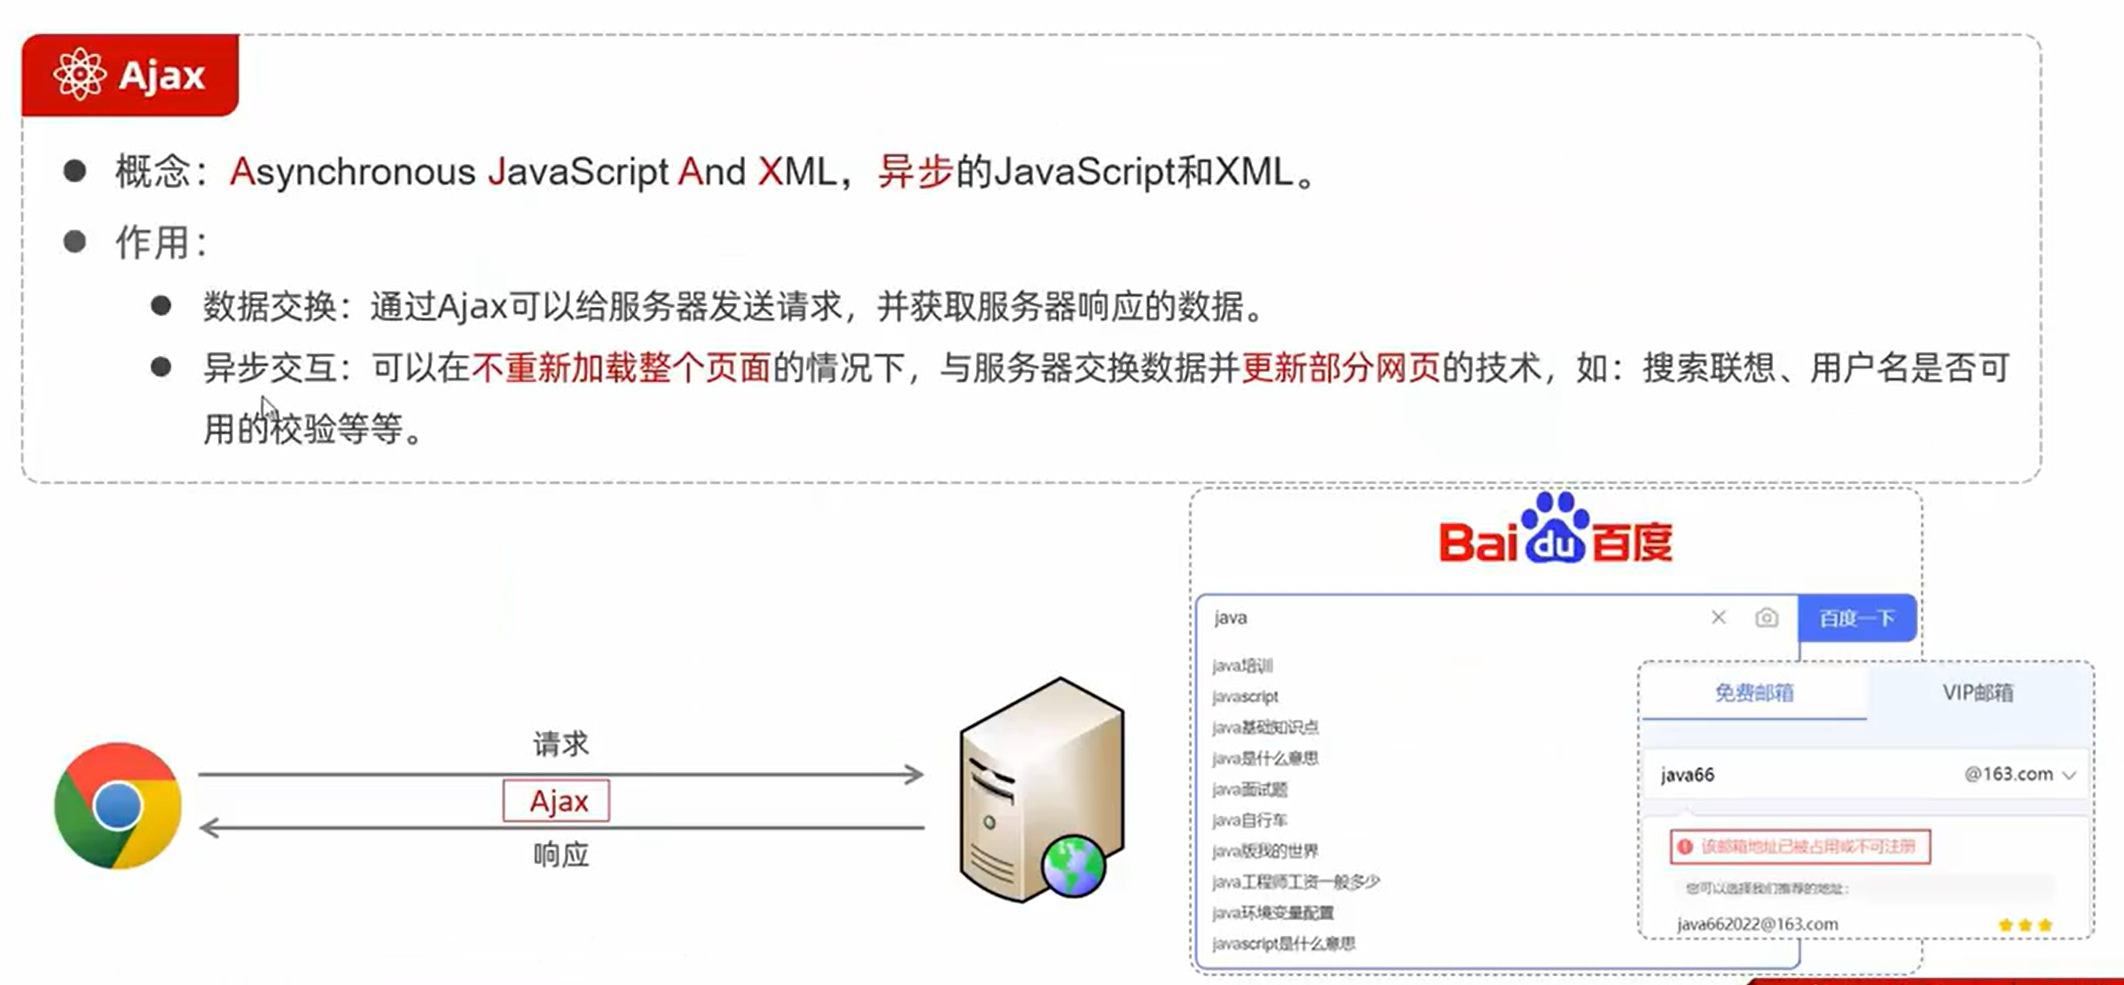 Ajax
概念：Asynchronous JavaScript And XML，异步的JavaScript和XML。
作用：
数据交换：通过Ajax可以给服务器发送请求，并获取服务器响应的数据。
异步交互：可以在不重新加载整个页面的情况下，与服务器交换数据并更新部分网页的技术，如：搜索联想、用户名是否可
用的校验等等。
请求
Ajax
响应
Bai du 百度
java
百度一下
java培训
javascript
java基础知识点
java是什么意思
java面试题
java自行车
java版我的世界
java工程师工资一般多少
java环境变量配置
javascript是什么意思
免费邮箱 VIP邮箱
java66 @163.com
该邮箱地址已被占用或不可注册
您可以选择我们推荐的地址：
java662022@163.com